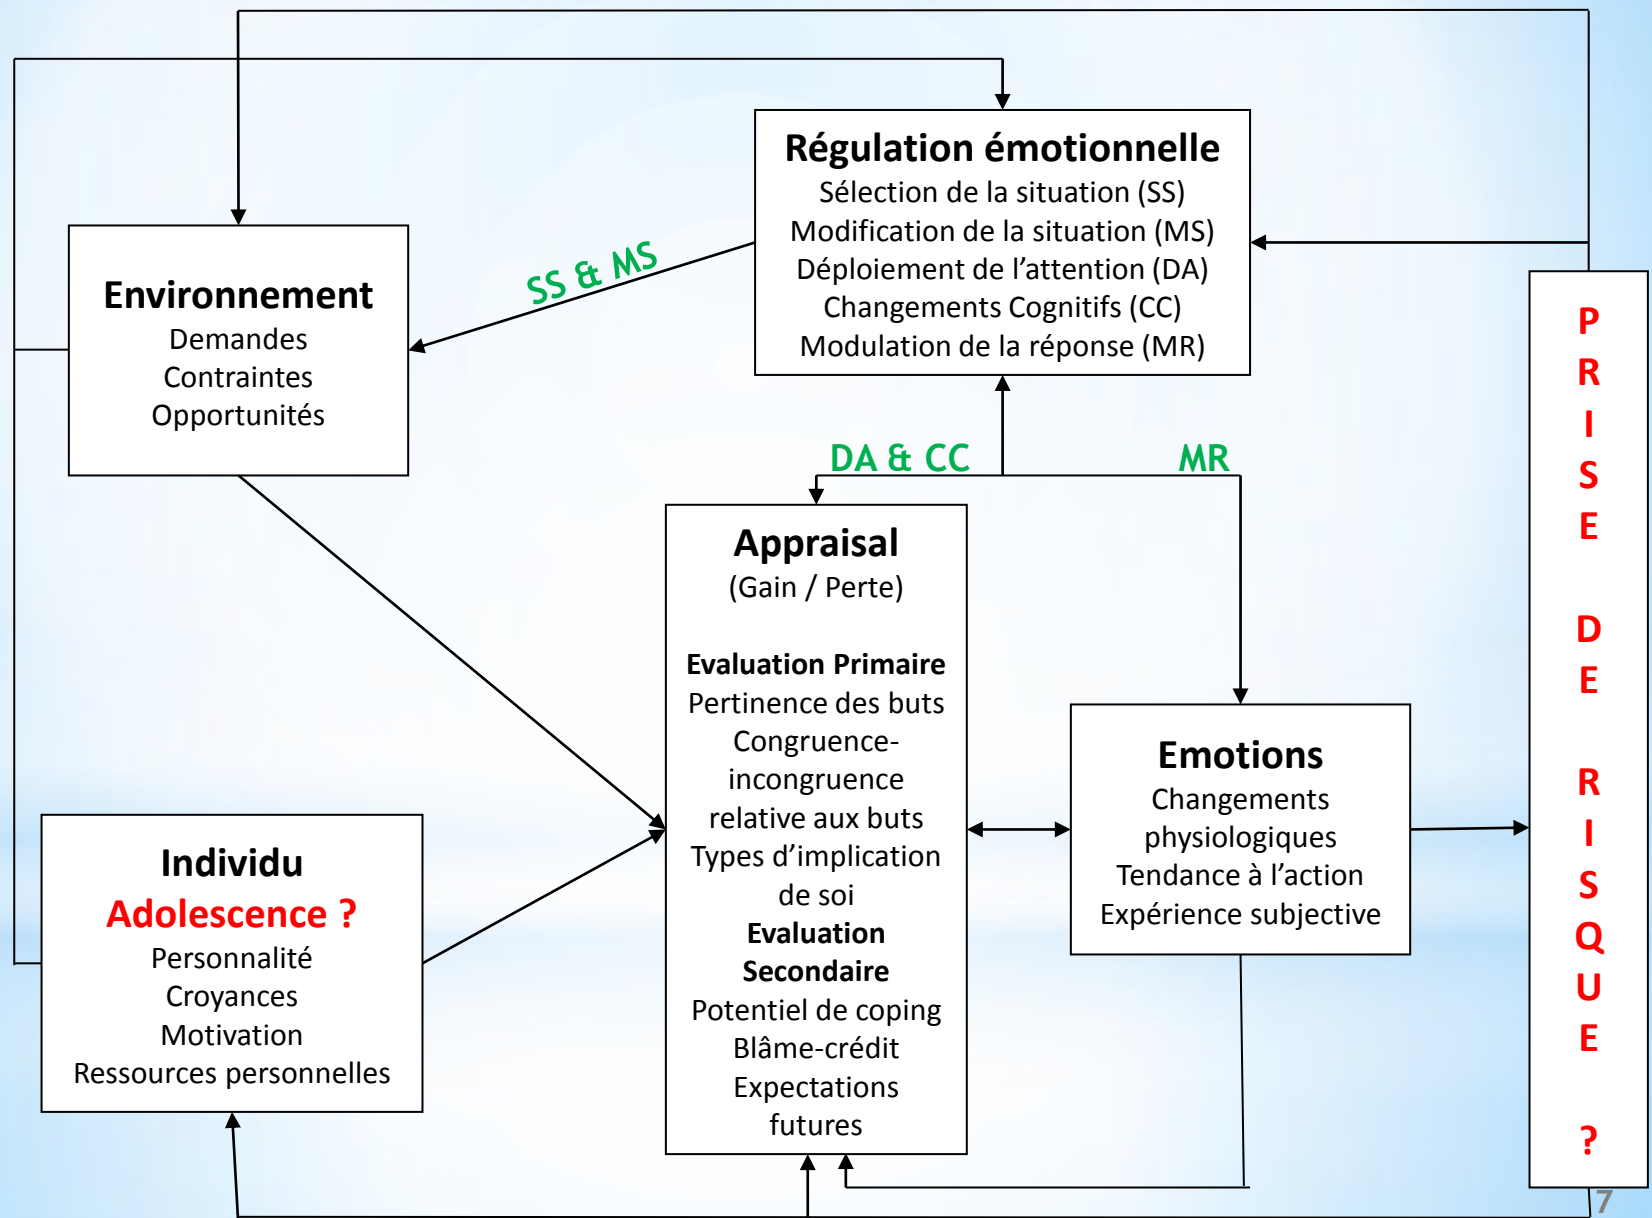 Régulation émotionnelle
Sélection de la situation (SS)
Modification de la situation (MS)
Déploiement de l’attention (DA)
Changements Cognitifs (CC)
Modulation de la réponse (MR)
SS & MS
Environnement
Demandes
Contraintes
Opportunités
DA & CC
MR
Appraisal
(Gain / Perte)
Evaluation Primaire
Pertinence des buts
Congruence-
incongruence
relative aux buts
Types d’implication
de soi
Evaluation
Secondaire
Potentiel de coping
Blâme-crédit
Expectations
futures
Emotions
Changements
physiologiques
Tendance à l’action
Expérience subjective
Individu
Adolescence ?
Personnalité
Croyances
Motivation
Ressources personnelles
P
R
I
S
E
D
E
R
I
S
Q
U
E
?
7